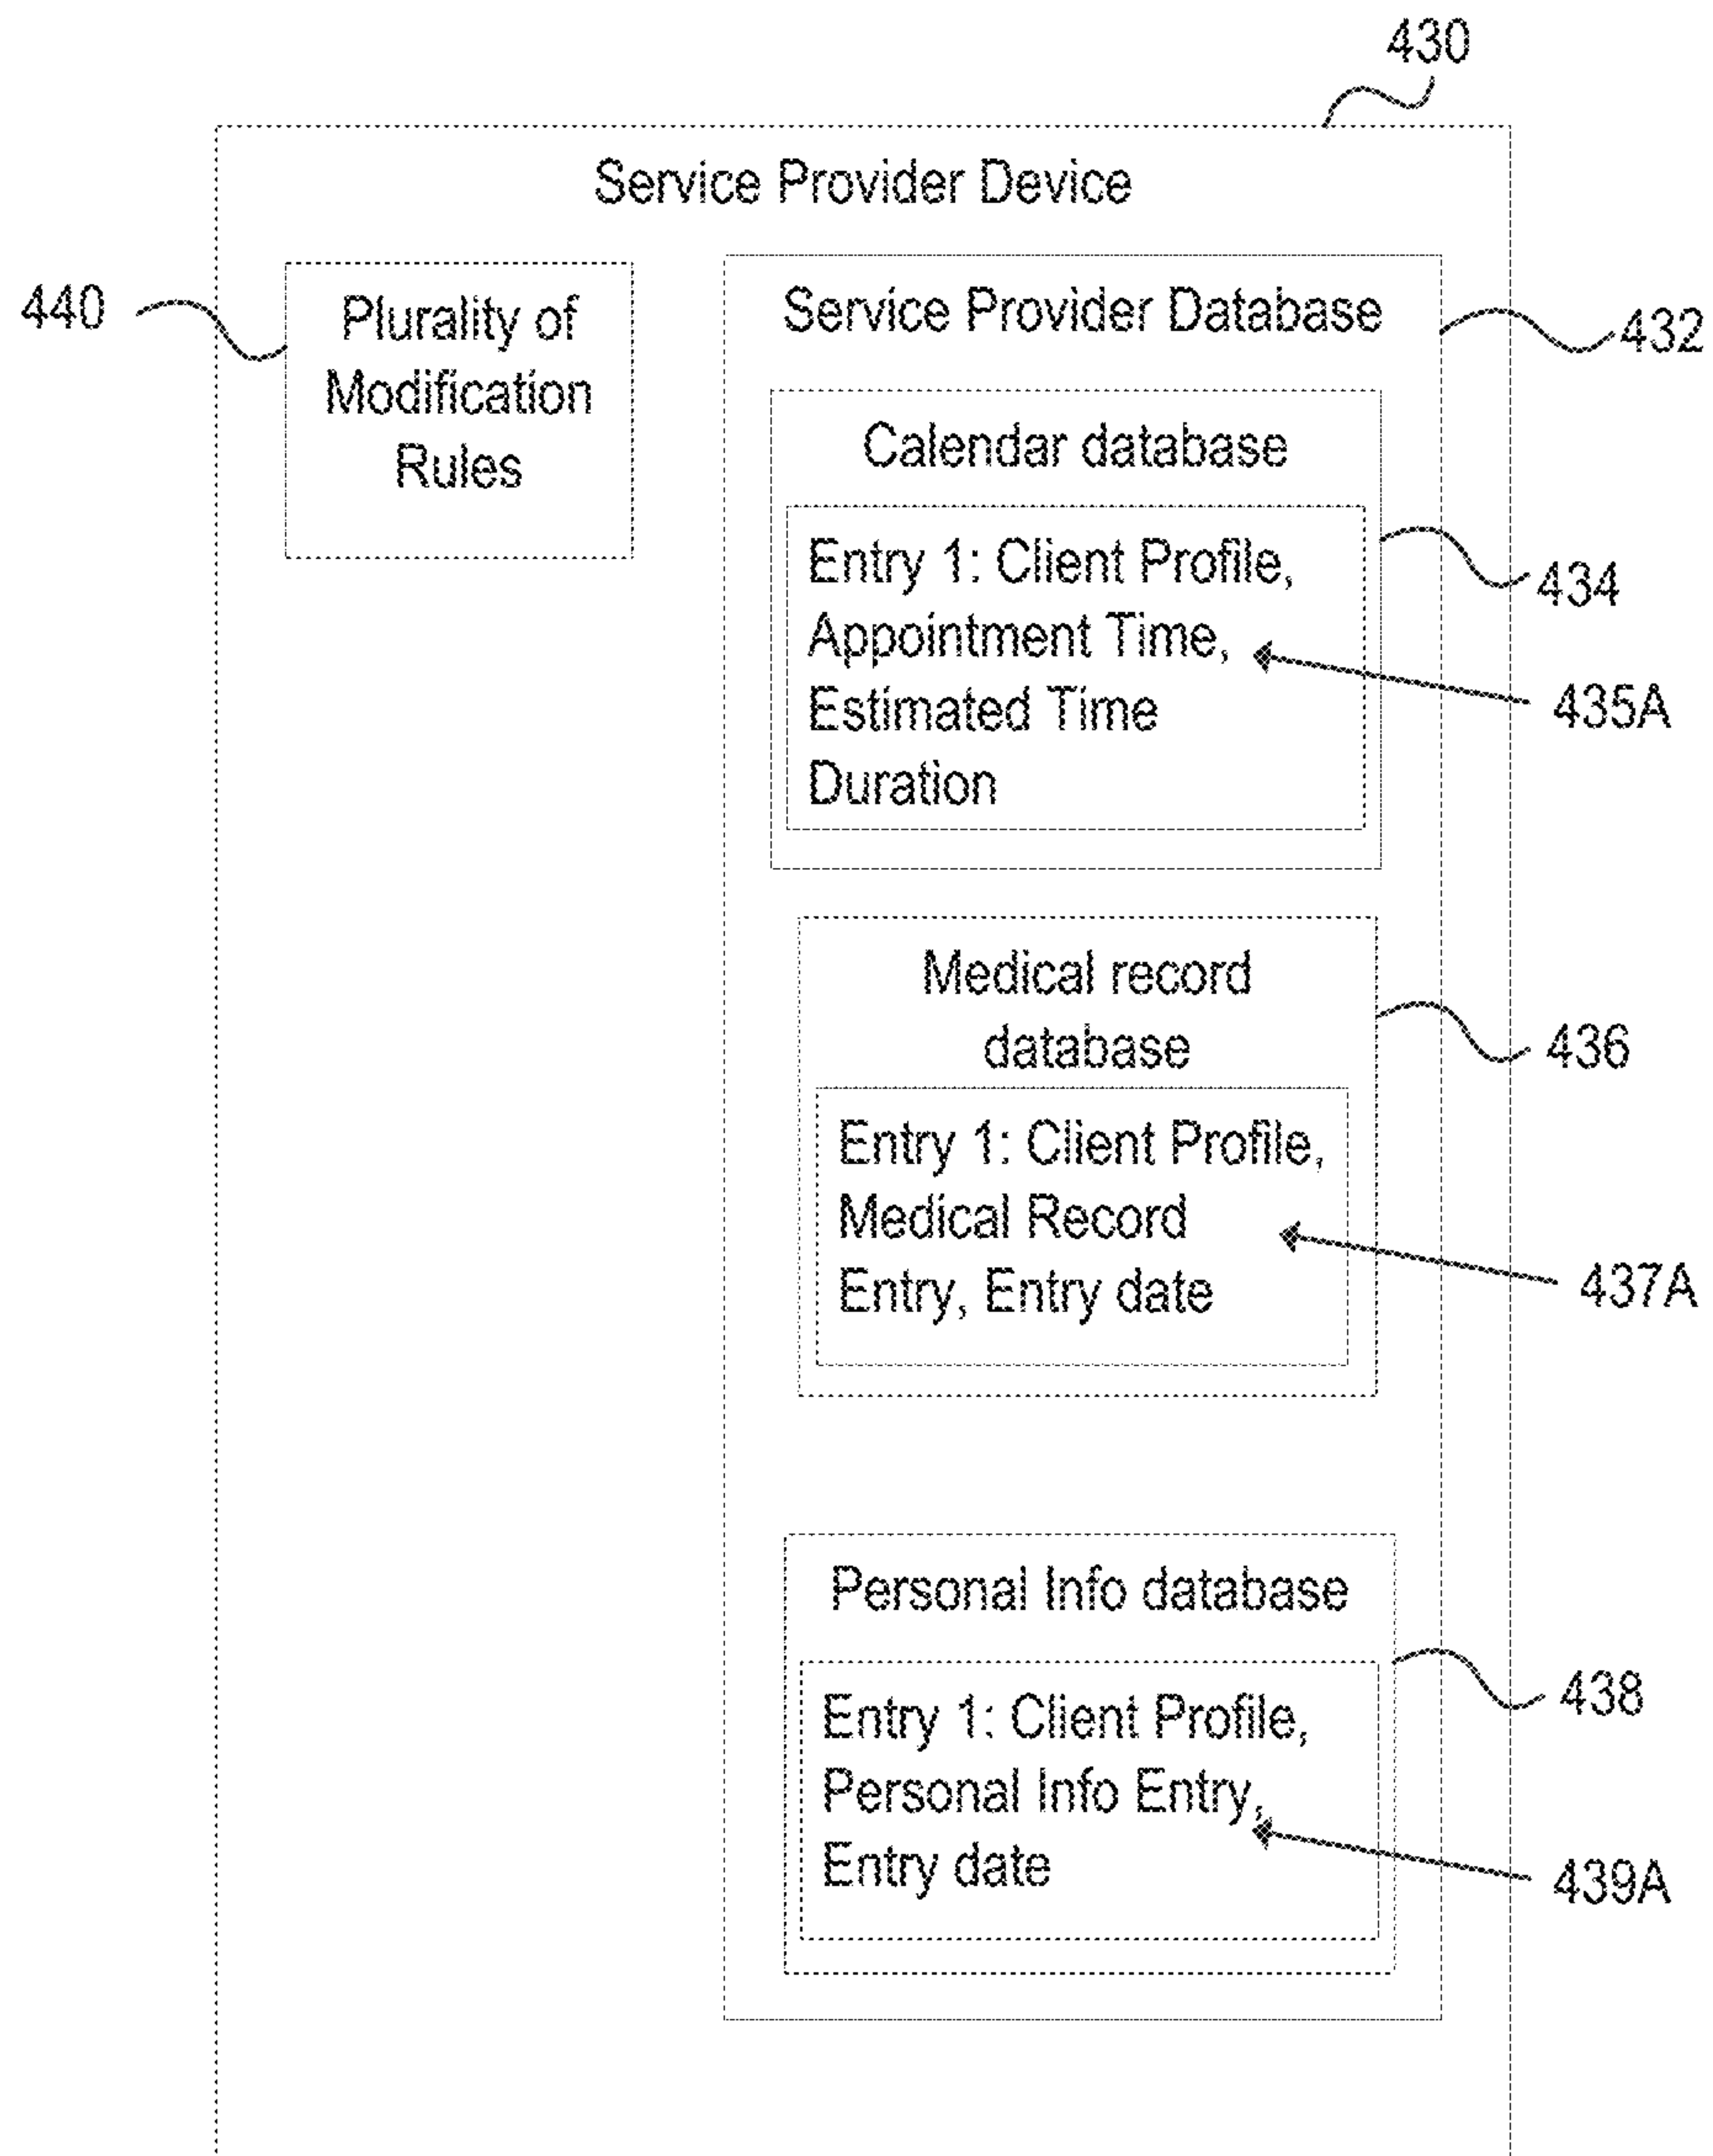 430
Service Provider Device
440
Plurality of
Modification
Rules
Service Provider Database
432
Calendar database
Entry 1: Client Profile,
Appointment Time,
Estimated Time
Duration
434
435A
Medical record
database
436
Entry 1: Client Profile,
Medical Record
Entry, Entry date
437A
Personal Info database
438
Entry 1: Client Profile,
Personal Info Entry,
Entry date
439A